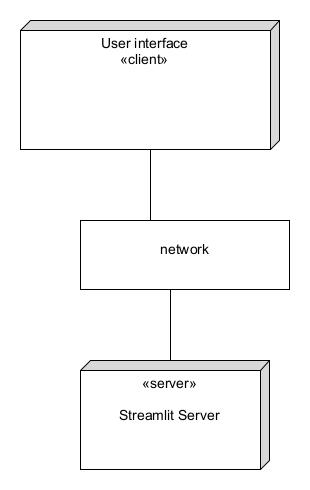 User interface
«client»
network
«server»
Streamlit Server